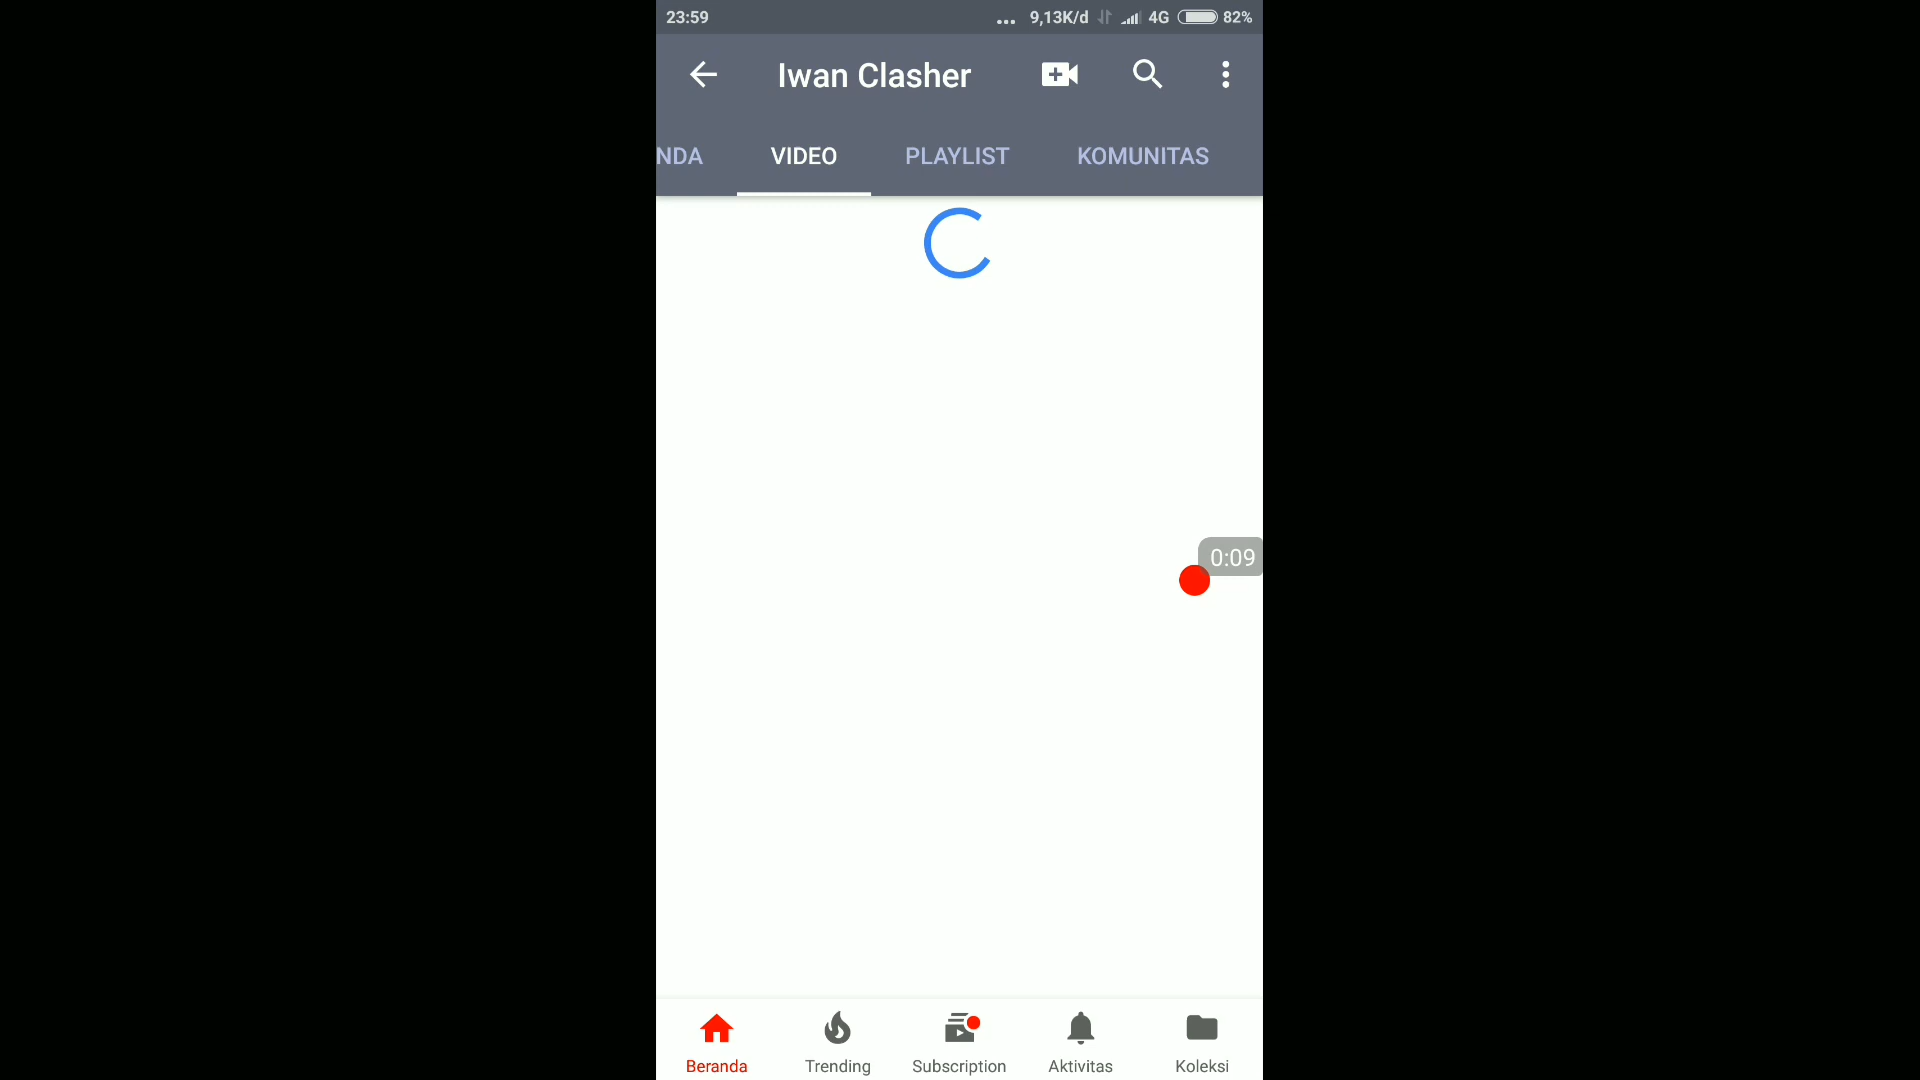 23:59 ... 9,13K/d 4G 82%
Iwan Clasher
NDA VIDEO PLAYLIST KOMUNITAS
0:09
Beranda Trending Subscription Aktivitas Koleksi